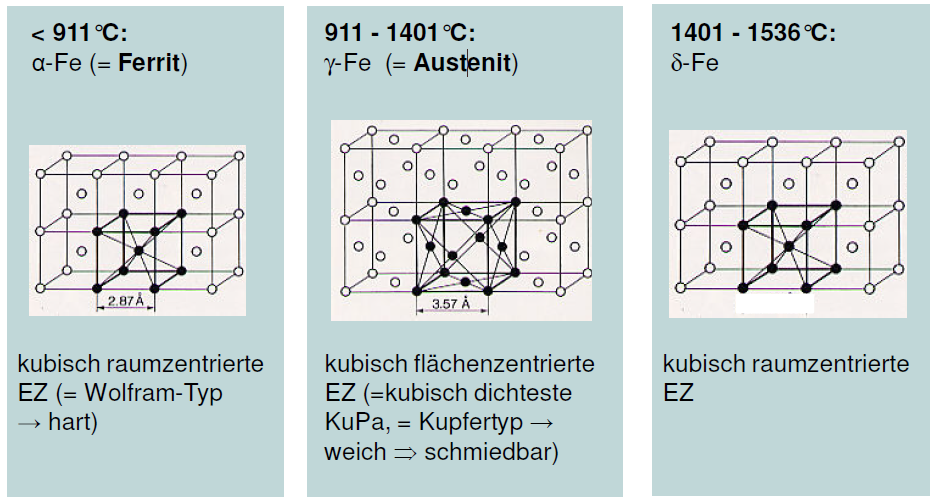 < 911°C:
α-Fe (= Ferrit)
2.87Å
kubisch raumzentrierte
EZ (= Wolfram-Typ
→ hart)
911 - 1401°C:
γ-Fe (= Austenit)
3.57 Å
kubisch flächenzentrierte
EZ (=kubisch dichteste
KuPa, = Kupfertyp →
weich ⇒ schmiedbar)
1401 - 1536°C:
δ-Fe
kubisch raumzentrierte
EZ